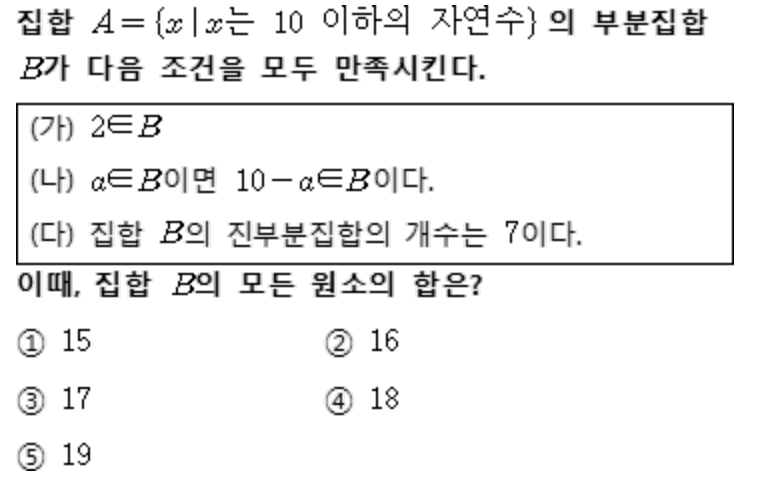 집합 A={x|x는 10 이하의 자연수}의 부분집합
B가 다음 조건을 모두 만족시킨다.
(가) 2∈B
(나) a∈B이면 10-a∈B이다.
(다) 집합 B의 진부분집합의 개수는 7이다.
이때, 집합 B의 모든 원소의 합은?
① 15 ② 16
③ 17 ④ 18
⑤ 19